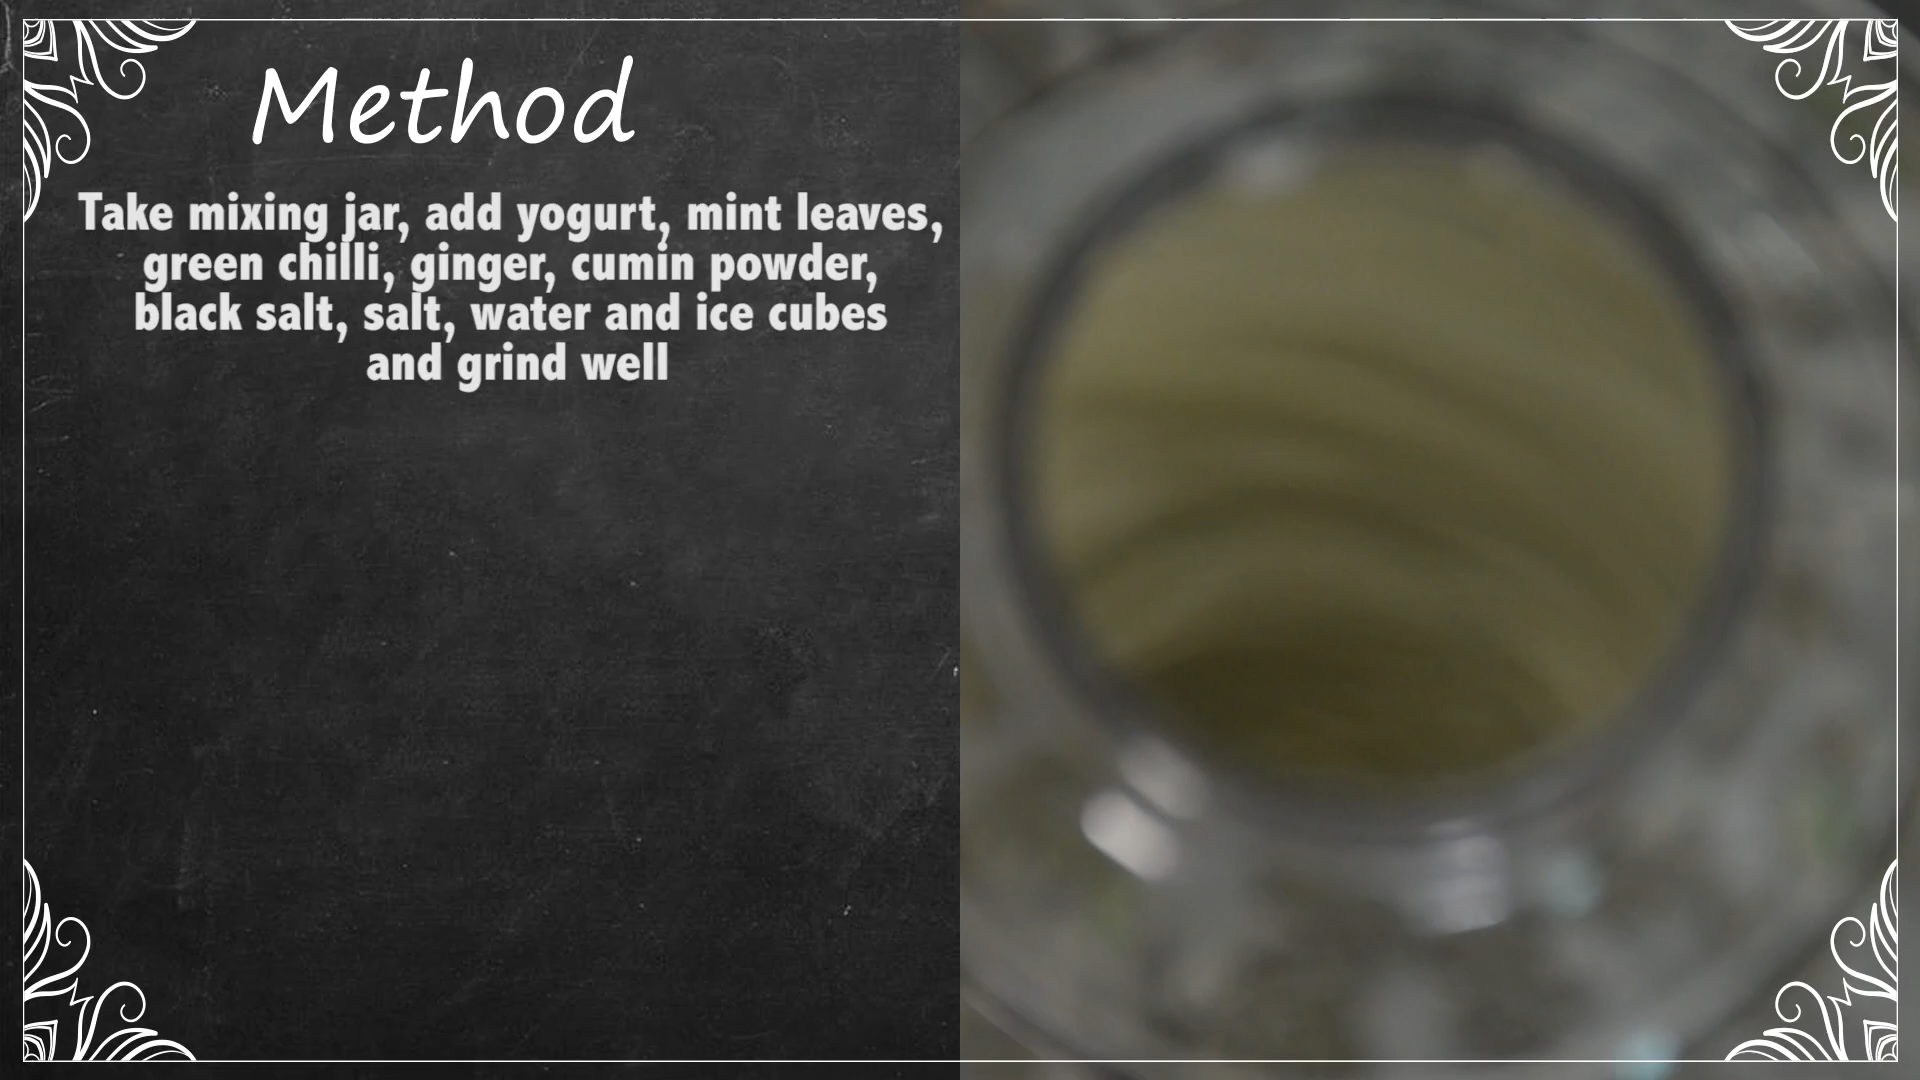 Method
Take mixing jar, add yogurt, mint leaves,
green chilli, ginger, cumin powder,
black salt, salt, water and ice cubes
and grind well